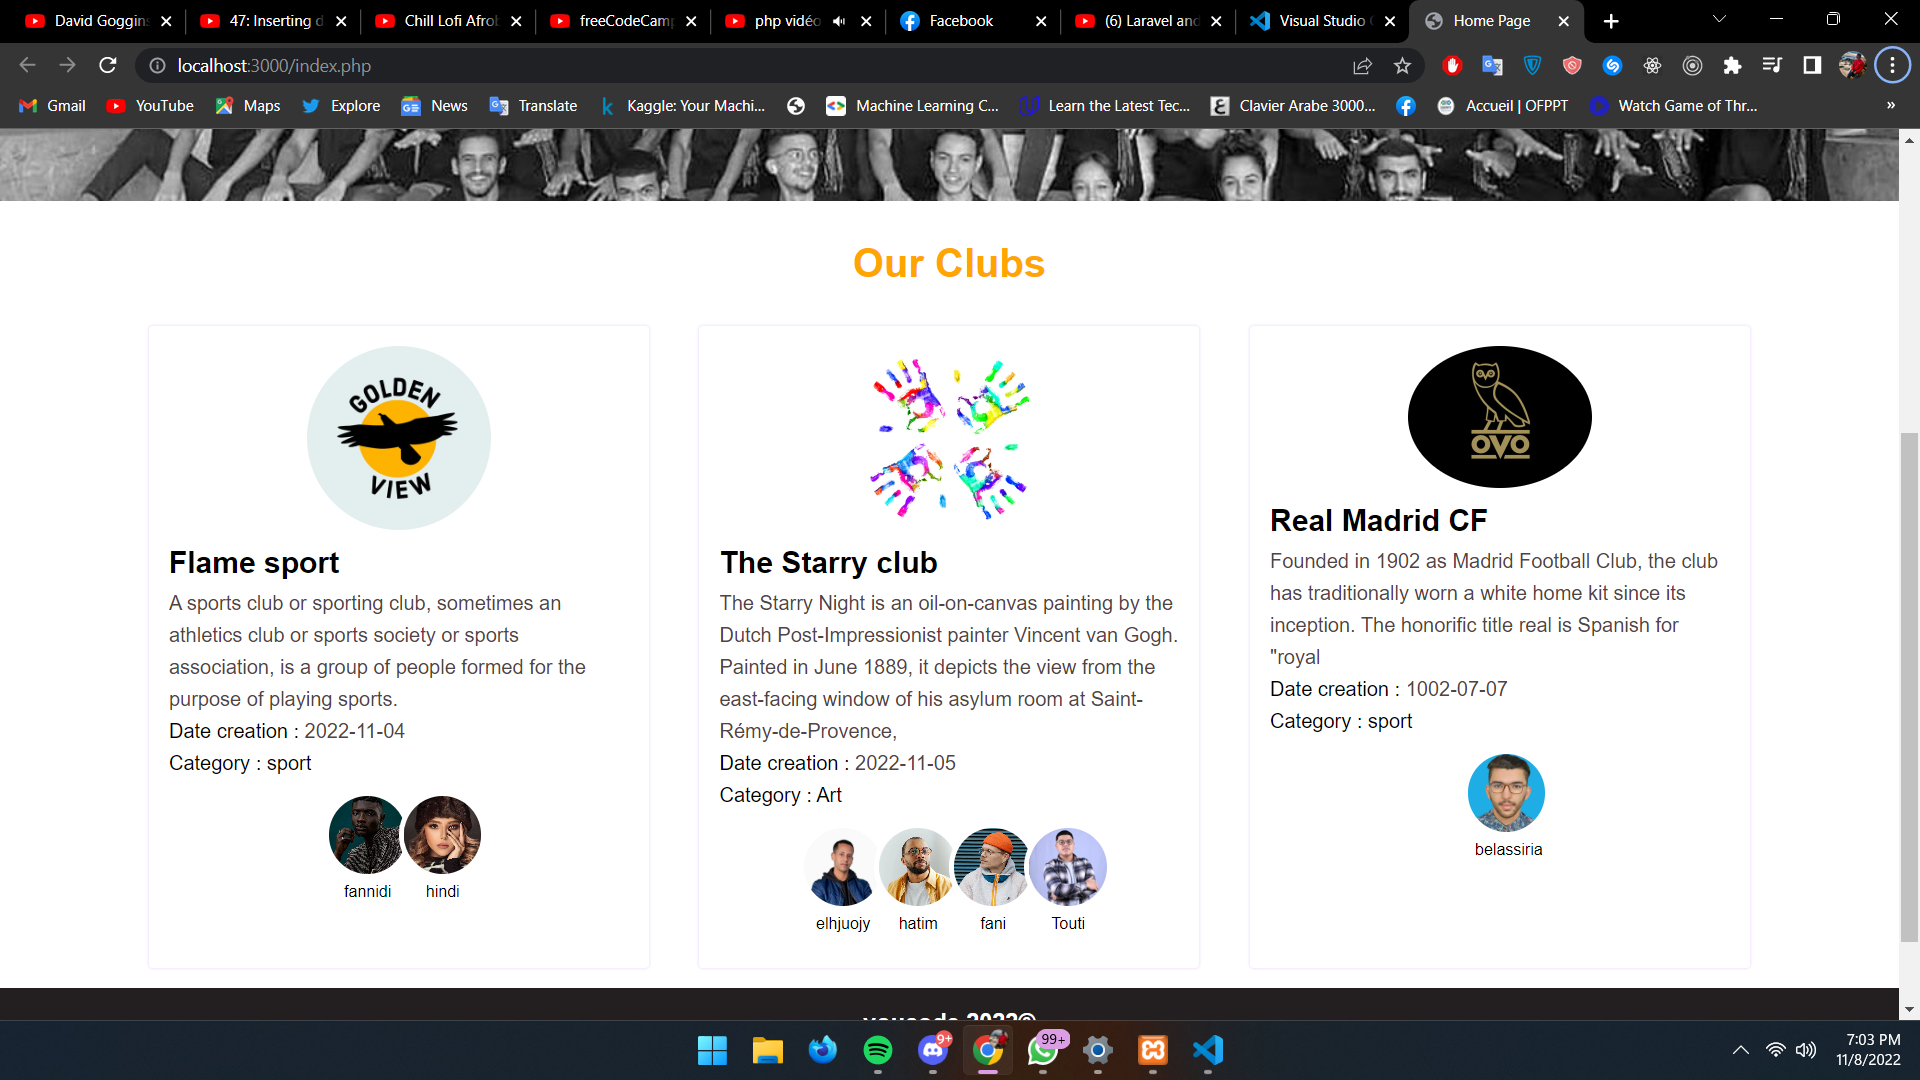 David Goggins
47: Inserting d
Chill Lofi Afrob
freeCodeCamp
php vidéo
Facebook
(6) Laravel and
Visual Studio C
Home Page
localhost:3000/index.php
Gmail
YouTube
Maps
Explore
News
Translate
Kaggle: Your Machi...
Machine Learning C...
Learn the Latest Tec...
Clavier Arabe 3000...
Accueil | OFPPT
Watch Game of Thr...
»
Our Clubs
GOLDEN
VIEW
Flame sport
A sports club or sporting club, sometimes an
athletics club or sports society or sports
association, is a group of people formed for the
purpose of playing sports.
Date creation : 2022-11-04
Category : sport
fannidi
hindi
The Starry club
The Starry Night is an oil-on-canvas painting by the
Dutch Post-Impressionist painter Vincent van Gogh.
Painted in June 1889, it depicts the view from the
east-facing window of his asylum room at Saint-
Rémy-de-Provence,
Date creation : 2022-11-05
Category : Art
elhjuojy
hatim
fani
Touti
OVO
Real Madrid CF
Founded in 1902 as Madrid Football Club, the club
has traditionally worn a white home kit since its
inception. The honorific title real is Spanish for
"royal
Date creation : 1002-07-07
Category : sport
belassiria
youcode 2022©
9+
99+
7:03 PM
11/8/2022